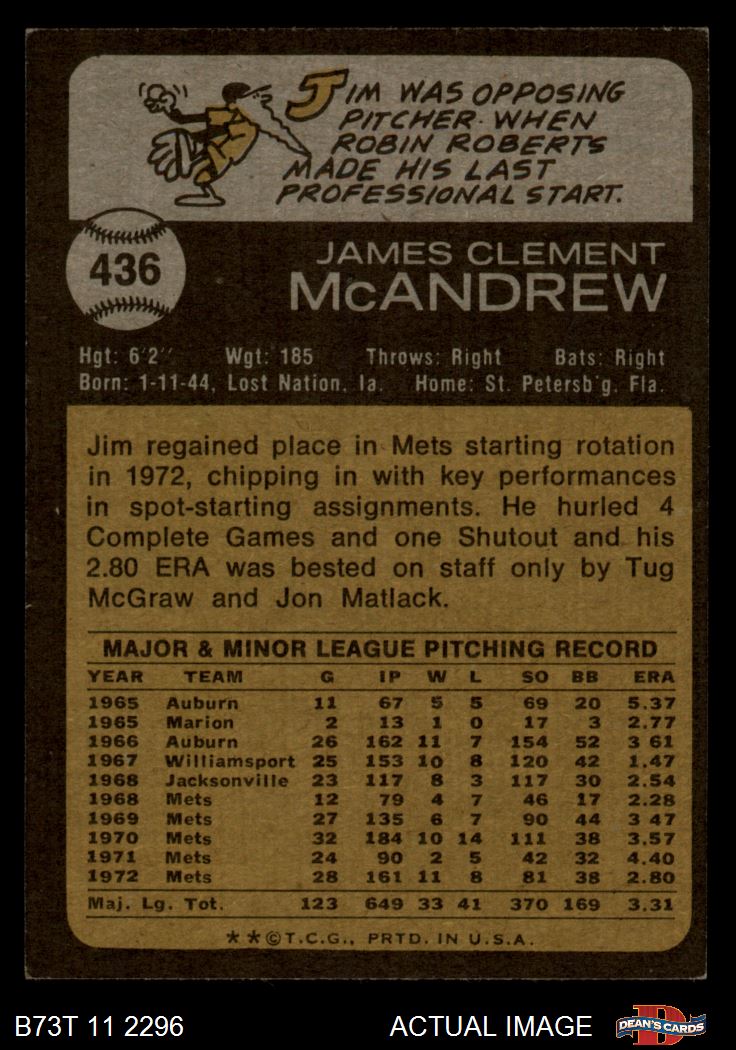 JIM WAS OPPOSING
PITCHER WHEN
ROBIN ROBERTS
MADE HIS LAST
PROFESSIONAL START.
436
JAMES CLEMENT
McANDREW
Hgt: 6'2" Wgt: 185 Throws: Right Bats: Right
Born: 1-11-44, Lost Nation, Ia. Home: St. Petersb'g, Fla.
Jim regained place in Mets starting rotation
in 1972, chipping in with key performances
in spot-starting assignments. He hurled 4
Complete Games and one Shutout and his
2.80 ERA was bested on staff only by Tug
McGraw and Jon Matlack.
MAJOR & MINOR LEAGUE PITCHING RECORD
YEAR TEAM G IP W L SO BB ERA
1965 Auburn 11 67 5 5 69 20 5.37
1965 Marion 2 13 1 0 17 3 2.77
1966 Auburn 26 162 11 7 154 52 3 61
1967 Williamsport 25 153 10 8 120 42 1.47
1968 Jacksonville 23 117 8 3 117 30 2.54
1968 Mets 12 79 4 7 46 17 2.28
1969 Mets 27 135 6 7 90 44 3 47
1970 Mets 32 184 10 14 111 38 3.57
1971 Mets 24 90 2 5 42 32 4.40
1972 Mets 28 161 11 8 81 38 2.80
Maj. Lg. Tot. 123 649 33 41 370 169 3.31
★★©T.C.G., PRTD. IN U.S.A.
B73T 11 2296 ACTUAL IMAGE
D
DEAN'S CARDS